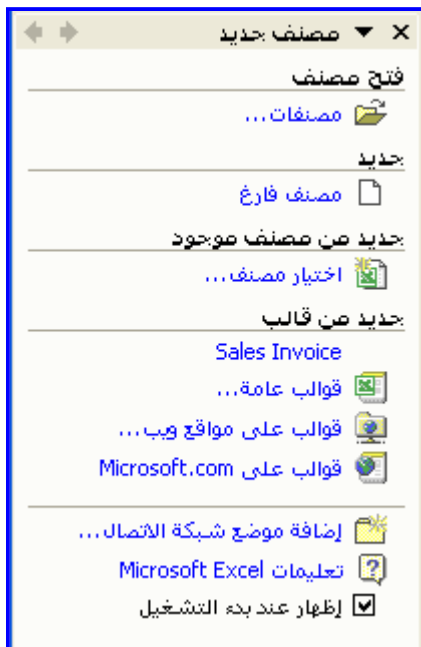 مصنف جديد
فتح مصنف
مصنفات...
جديد
مصنف فارغ
جديد من مصنف موجود
اختيار مصنف...
جديد من قالب
Sales Invoice
قوالب عامة...
قوالب على مواقع ويب...
قوالب على Microsoft.com
إضافة موضع شبكة الاتصال...
تعليمات Microsoft Excel
إظهار عند بدء التشغيل